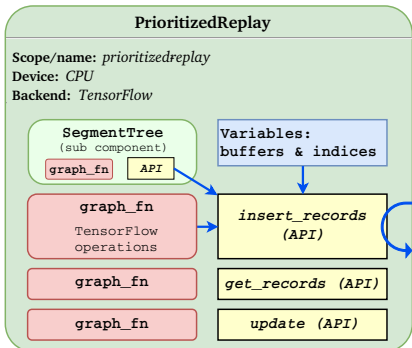 PrioritizedReplay
Scope/name: prioritizedreplay
Device: CPU
Backend: TensorFlow
SegmentTree
(sub component)
graph_fn
API
Variables:
buffers & indices
graph_fn
TensorFlow
operations
insert_records
(API)
graph_fn
get_records (API)
graph_fn
update (API)